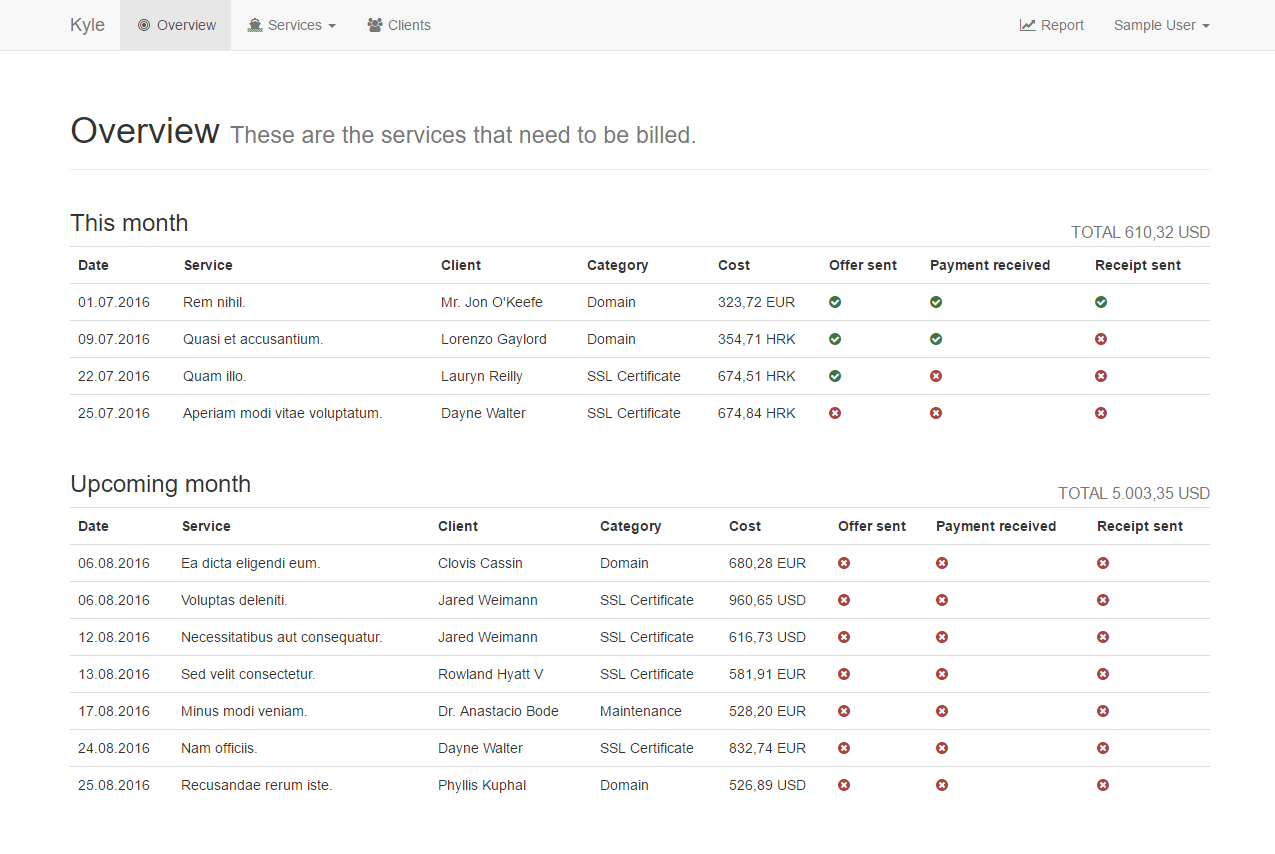 Kyle Overview Services Clients Report Sample User
Overview These are the services that need to be billed.
This month TOTAL 610,32 USD
Date Service Client Category Cost Offer sent Payment received Receipt sent
01.07.2016 Rem nihil. Mr. Jon O'Keefe Domain 323,72 EUR
09.07.2016 Quasi et accusantium. Lorenzo Gaylord Domain 354,71 HRK
22.07.2016 Quam illo. Lauryn Reilly SSL Certificate 674,51 HRK
25.07.2016 Aperiam modi vitae voluptatum. Dayne Walter SSL Certificate 674,84 HRK
Upcoming month TOTAL 5.003,35 USD
Date Service Client Category Cost Offer sent Payment received Receipt sent
06.08.2016 Ea dicta eligendi eum. Clovis Cassin Domain 680,28 EUR
06.08.2016 Voluptas deleniti. Jared Weimann SSL Certificate 960,65 USD
12.08.2016 Necessitatibus aut consequatur. Jared Weimann SSL Certificate 616,73 USD
13.08.2016 Sed velit consectetur. Rowland Hyatt V SSL Certificate 581,91 EUR
17.08.2016 Minus modi veniam. Dr. Anastacio Bode Maintenance 528,20 EUR
24.08.2016 Nam officiis. Dayne Walter SSL Certificate 832,74 EUR
25.08.2016 Recusandae rerum iste. Phyllis Kuphal Domain 526,89 USD